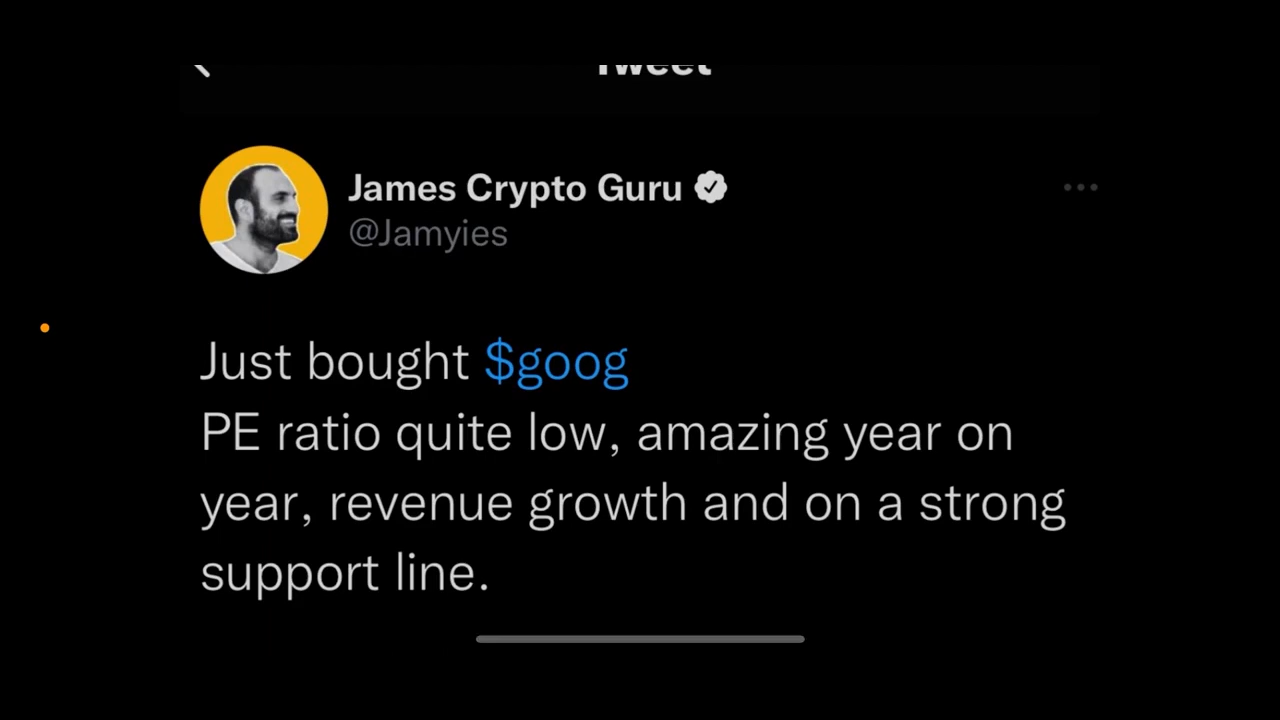 Tweet
James Crypto Guru
@Jamyies
Just bought $goog
PE ratio quite low, amazing year on
year, revenue growth and on a strong
support line.